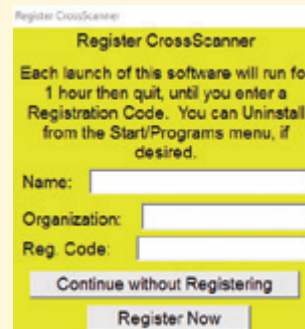 Register CrossScanner
Register CrossScanner
Each launch of this software will run fo
1 hour then quit, until you enter a
Registration Code. You can Uninstall
from the Start/Programs menu, if
desired.
Name:
Organization:
Reg. Code:
Continue without Registering
Register Now